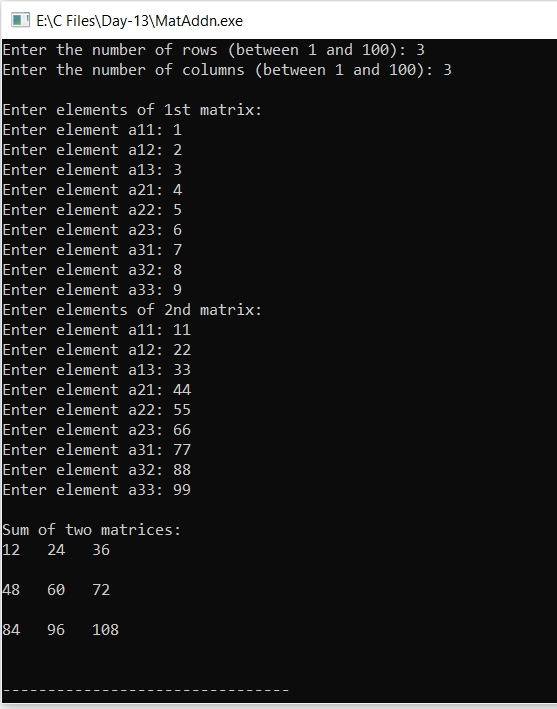 E:\C Files\Day-13\MatAddn.exe
Enter the number of rows (between 1 and 100): 3
Enter the number of columns (between 1 and 100): 3
Enter elements of 1st matrix:
Enter element a11: 1
Enter element a12: 2
Enter element a13: 3
Enter element a21: 4
Enter element a22: 5
Enter element a23: 6
Enter element a31: 7
Enter element a32: 8
Enter element a33: 9
Enter elements of 2nd matrix:
Enter element a11: 11
Enter element a12: 22
Enter element a13: 33
Enter element a21: 44
Enter element a22: 55
Enter element a23: 66
Enter element a31: 77
Enter element a32: 88
Enter element a33: 99
Sum of two matrices:
12   24   36
48   60   72
84   96   108
--------------------------------